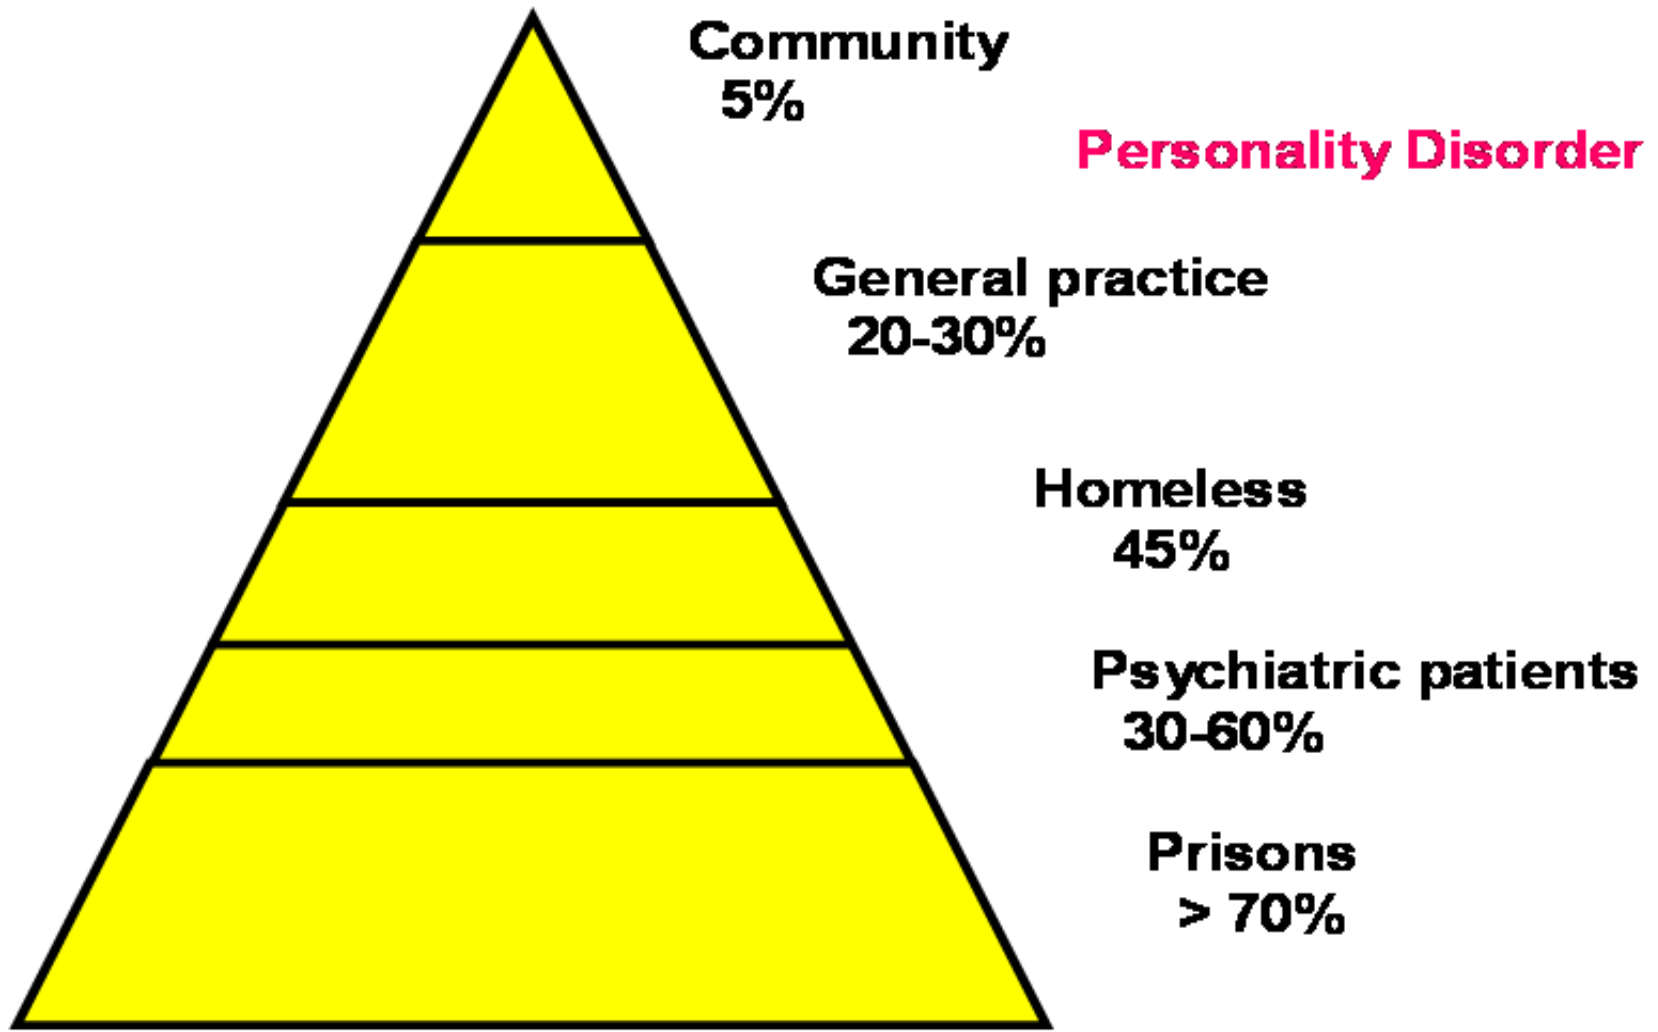 Community
5%
Personality Disorder
General practice
20-30%
Homeless
45%
Psychiatric patients
30-60%
Prisons
> 70%